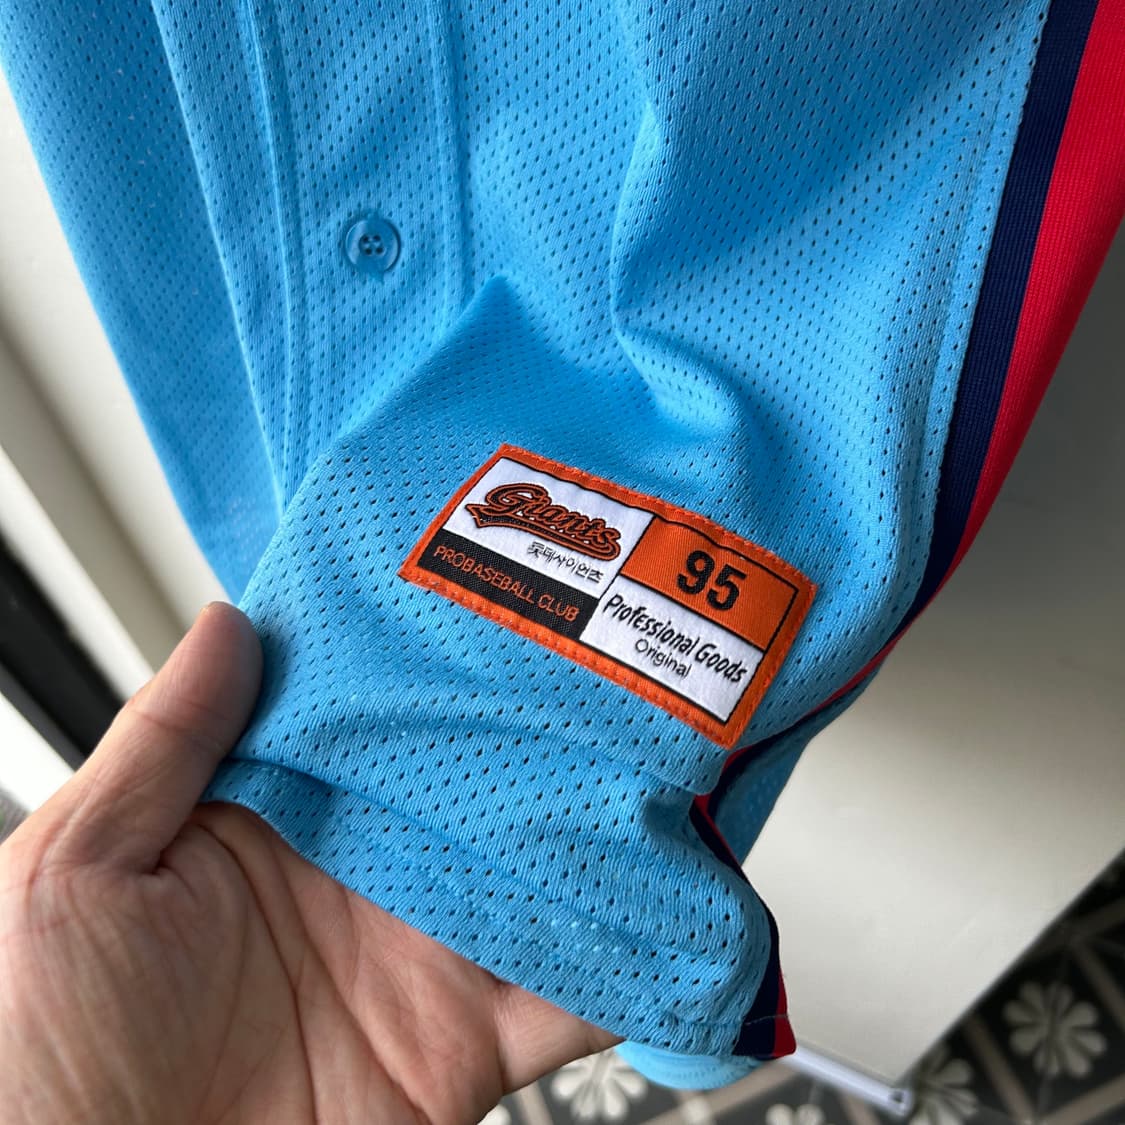 Giants
롯데자이언츠
PROBASEBALL CLUB
95
Professional Goods
Original